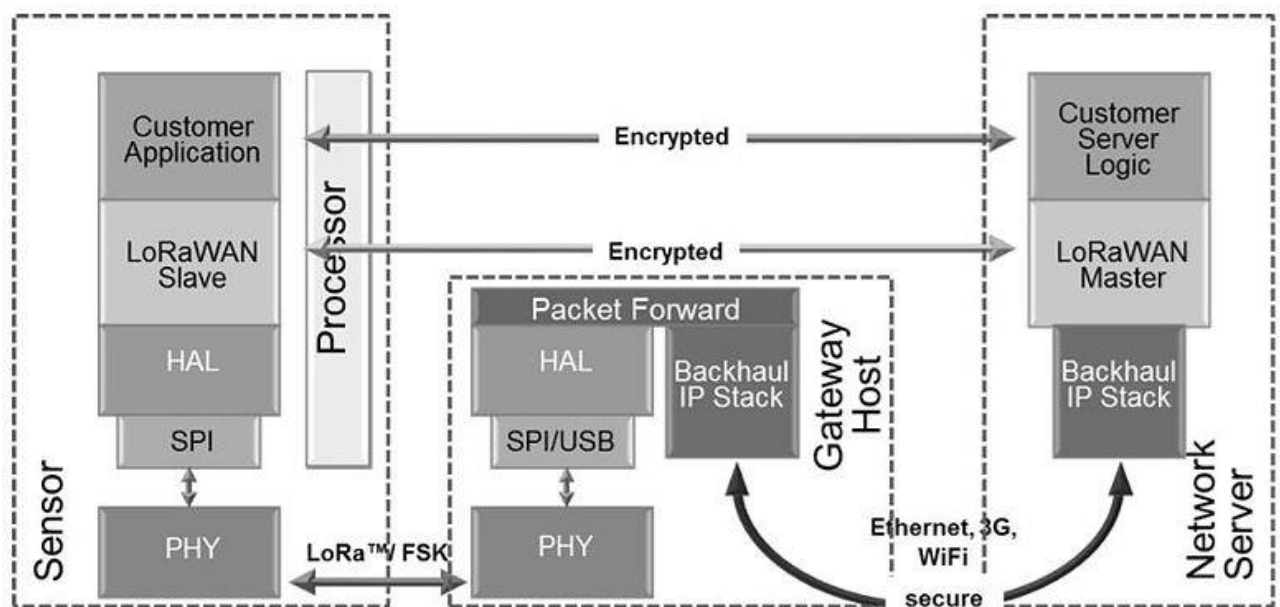 Customer
Application
LoRaWAN
Slave
HAL
SPI
PHY
Processor
Sensor
Encrypted
Encrypted
LoRa™/ FSK
Packet Forward
HAL
SPI/USB
PHY
Backhaul
IP Stack
Gateway
Host
Ethernet, 3G,
WiFi
secure
Customer
Server
Logic
LoRaWAN
Master
Backhaul
IP Stack
Network
Server